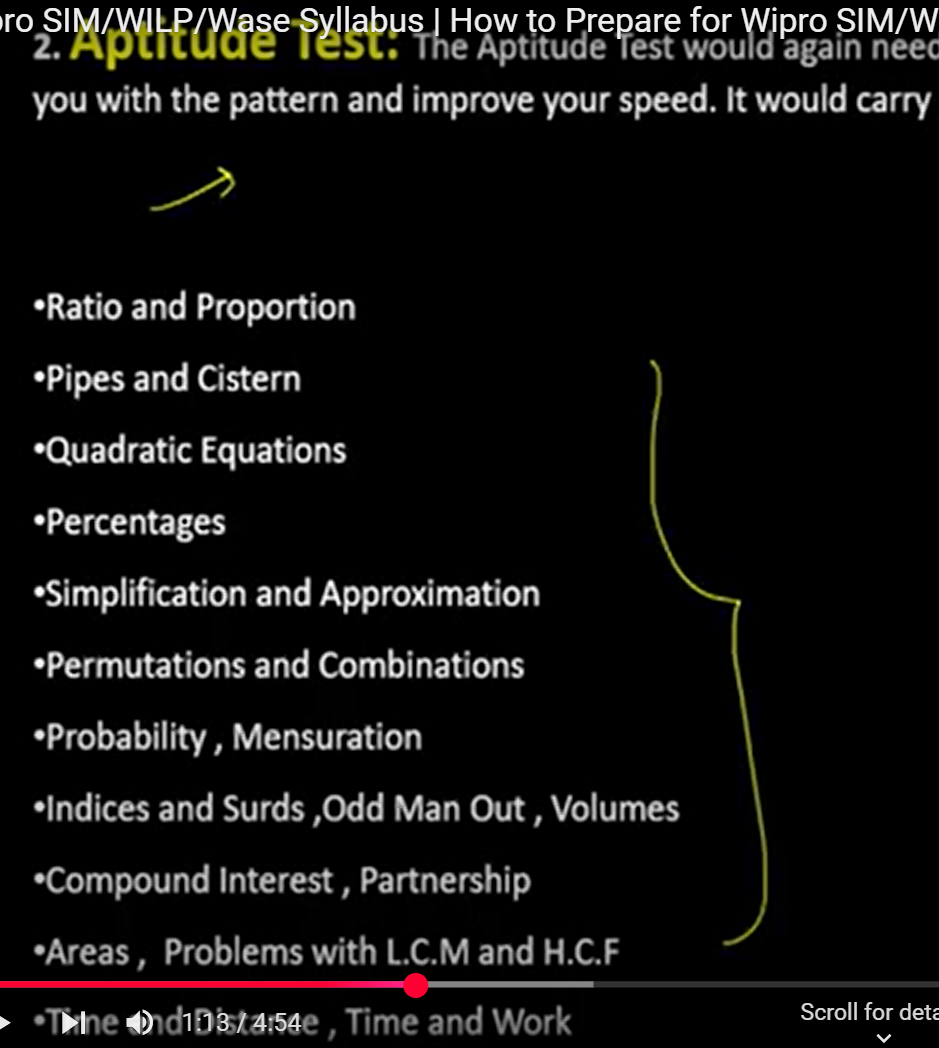 ro SIM/WILP/Wase Syllabus | How to Prepare for Wipro SIM/W
2. Aptitude Test: The Aptitude Test would again need
you with the pattern and improve your speed. It would carry
•Ratio and Proportion
•Pipes and Cistern
•Quadratic Equations
•Percentages
•Simplification and Approximation
•Permutations and Combinations
•Probability , Mensuration
•Indices and Surds ,Odd Man Out , Volumes
•Compound Interest , Partnership
•Areas , Problems with L.C.M and H.C.F
Scroll for deta
•Time and Distance , Time and Work
1:13 / 4:54